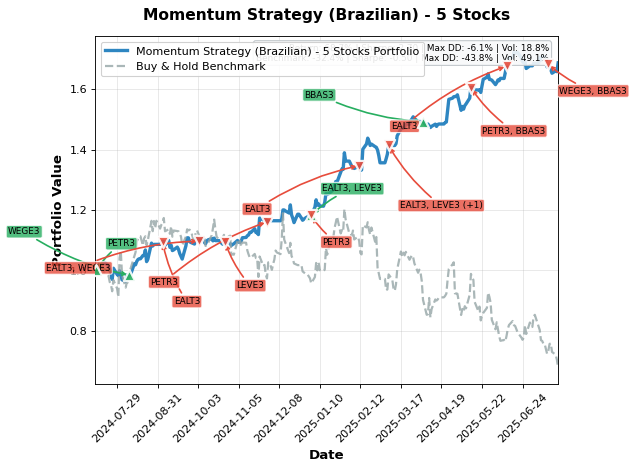 Momentum Strategy (Brazilian) - 5 Stocks
Max DD: -6.1% | Vol: 18.8%
Max DD: -43.8% | Vol: 49.1%
Momentum Strategy (Brazilian) - 5 Stocks Portfolio
Buy & Hold Benchmark
Portfolio Value
1.6
1.4
1.2
0.8
WEGE3
PETR3
EALT3, WEGE3
PETR3
EALT3
LEVE3
EALT3
PETR3
EALT3, LEVE3
BBAS3
EALT3
EALT3, LEVE3 (+1)
PETR3, BBAS3
WEGE3, BBAS3
2024-07-29
2024-08-31
2024-10-03
2024-11-05
2024-12-08
2025-01-10
2025-02-12
2025-03-17
2025-04-19
2025-05-22
2025-06-24
Date